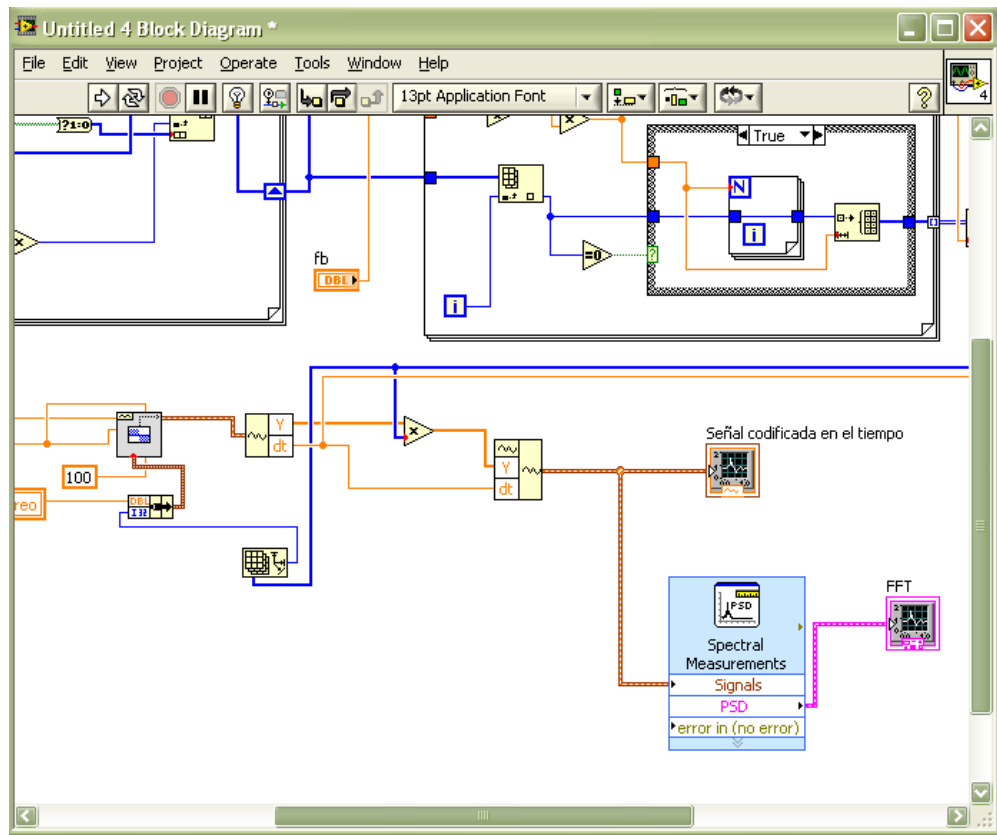 Untitled 4 Block Diagram *
File Edit View Project Operate Tools Window Help
13pt Application Font
4
?1:0
True
N
i
=0
?
x
fb
DBL
i
Y
dt
x
100
reo
DBL
I32
Y
dt
Señal codificada en el tiempo
PSD
Spectral
Measurements
Signals
PSD
error in (no error)
FFT